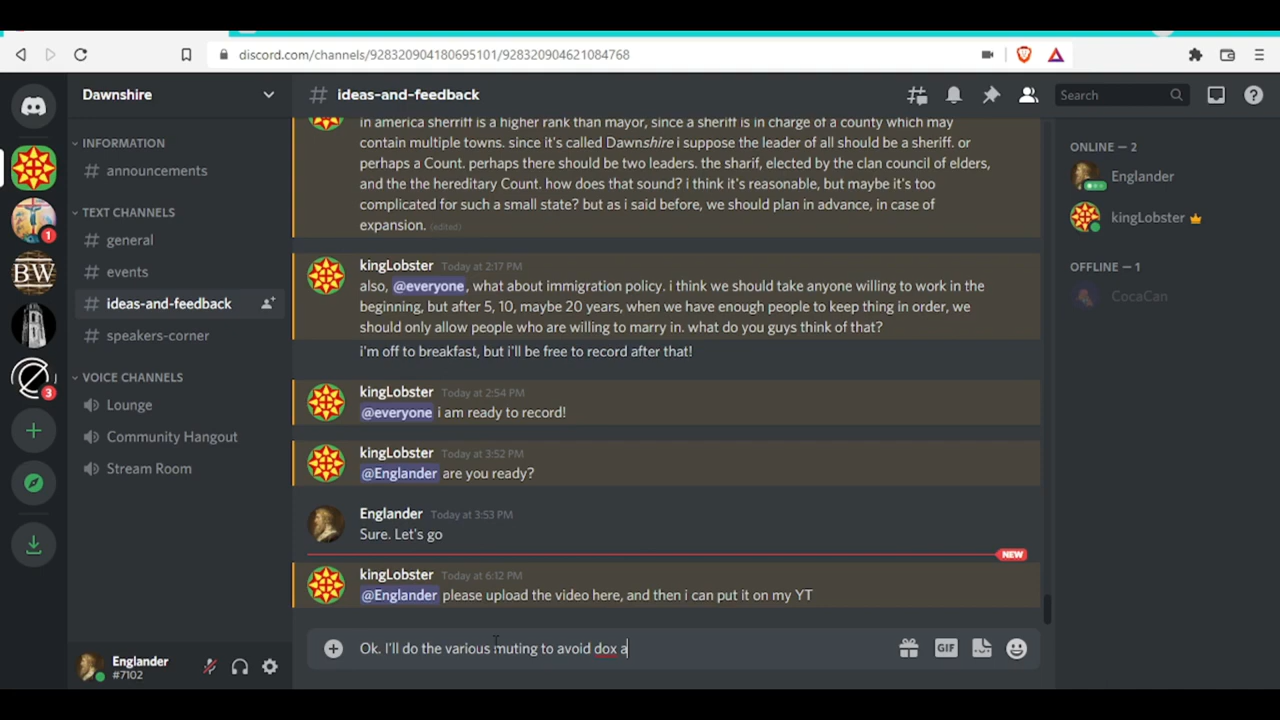 discord.com/channels/928320904180695101/928320904621084768
Dawnshire
# ideas-and-feedback
Search
INFORMATION
# announcements
TEXT CHANNELS
# general
# events
# ideas-and-feedback
# speakers-corner
VOICE CHANNELS
Lounge
Community Hangout
Stream Room
1
BW
3
Englander
#7102
in america sherriff is a higher rank than mayor, since a sheriff is in charge of a county which may
contain multiple towns. since it's called Dawnshire i suppose the leader of all should be a sheriff. or
perhaps a Count. perhaps there should be two leaders. the sharif, elected by the clan council of elders,
and the the hereditary Count. how does that sound? i think it's reasonable, but maybe it's too
complicated for such a small state? but as i said before, we should plan in advance, in case of
expansion. (edited)
kingLobster Today at 2:17 PM
also, @everyone, what about immigration policy. i think we should take anyone willing to work in the
beginning, but after 5, 10, maybe 20 years, when we have enough people to keep thing in order, we
should only allow people who are willing to marry in. what do you guys think of that?
i'm off to breakfast, but i'll be free to record after that!
kingLobster Today at 2:54 PM
@everyone i am ready to record!
kingLobster Today at 3:52 PM
@Englander are you ready?
Englander Today at 3:53 PM
Sure. Let's go
NEW
kingLobster Today at 6:12 PM
@Englander please upload the video here, and then i can put it on my YT
Ok. I'll do the various muting to avoid dox a
GIF
ONLINE — 2
Englander
kingLobster
OFFLINE — 1
CocaCan